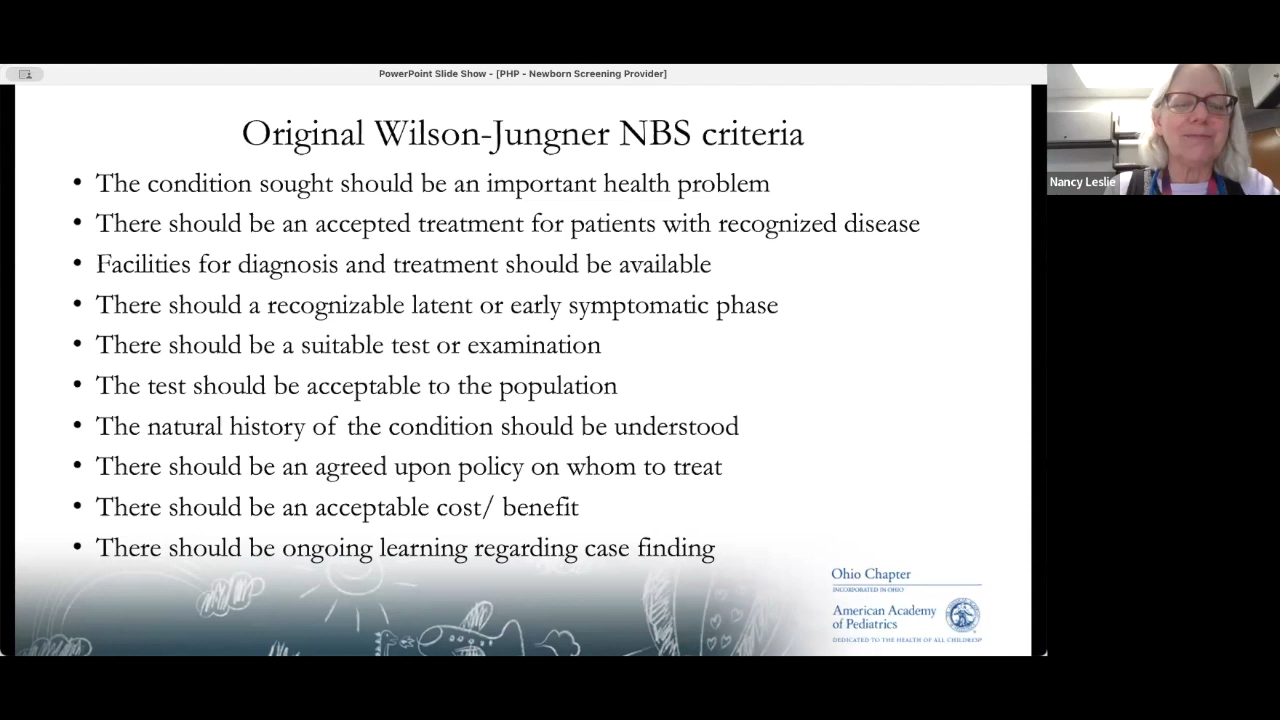 PowerPoint Slide Show - [PHP - Newborn Screening Provider]
Original Wilson-Jungner NBS criteria
• The condition sought should be an important health problem
• There should be an accepted treatment for patients with recognized disease
• Facilities for diagnosis and treatment should be available
• There should a recognizable latent or early symptomatic phase
• There should be a suitable test or examination
• The test should be acceptable to the population
• The natural history of the condition should be understood
• There should be an agreed upon policy on whom to treat
• There should be an acceptable cost/ benefit
• There should be ongoing learning regarding case finding
Ohio Chapter
INCORPORATED IN OHIO
American Academy
of Pediatrics
DEDICATED TO THE HEALTH OF ALL CHILDREN®
Nancy Leslie